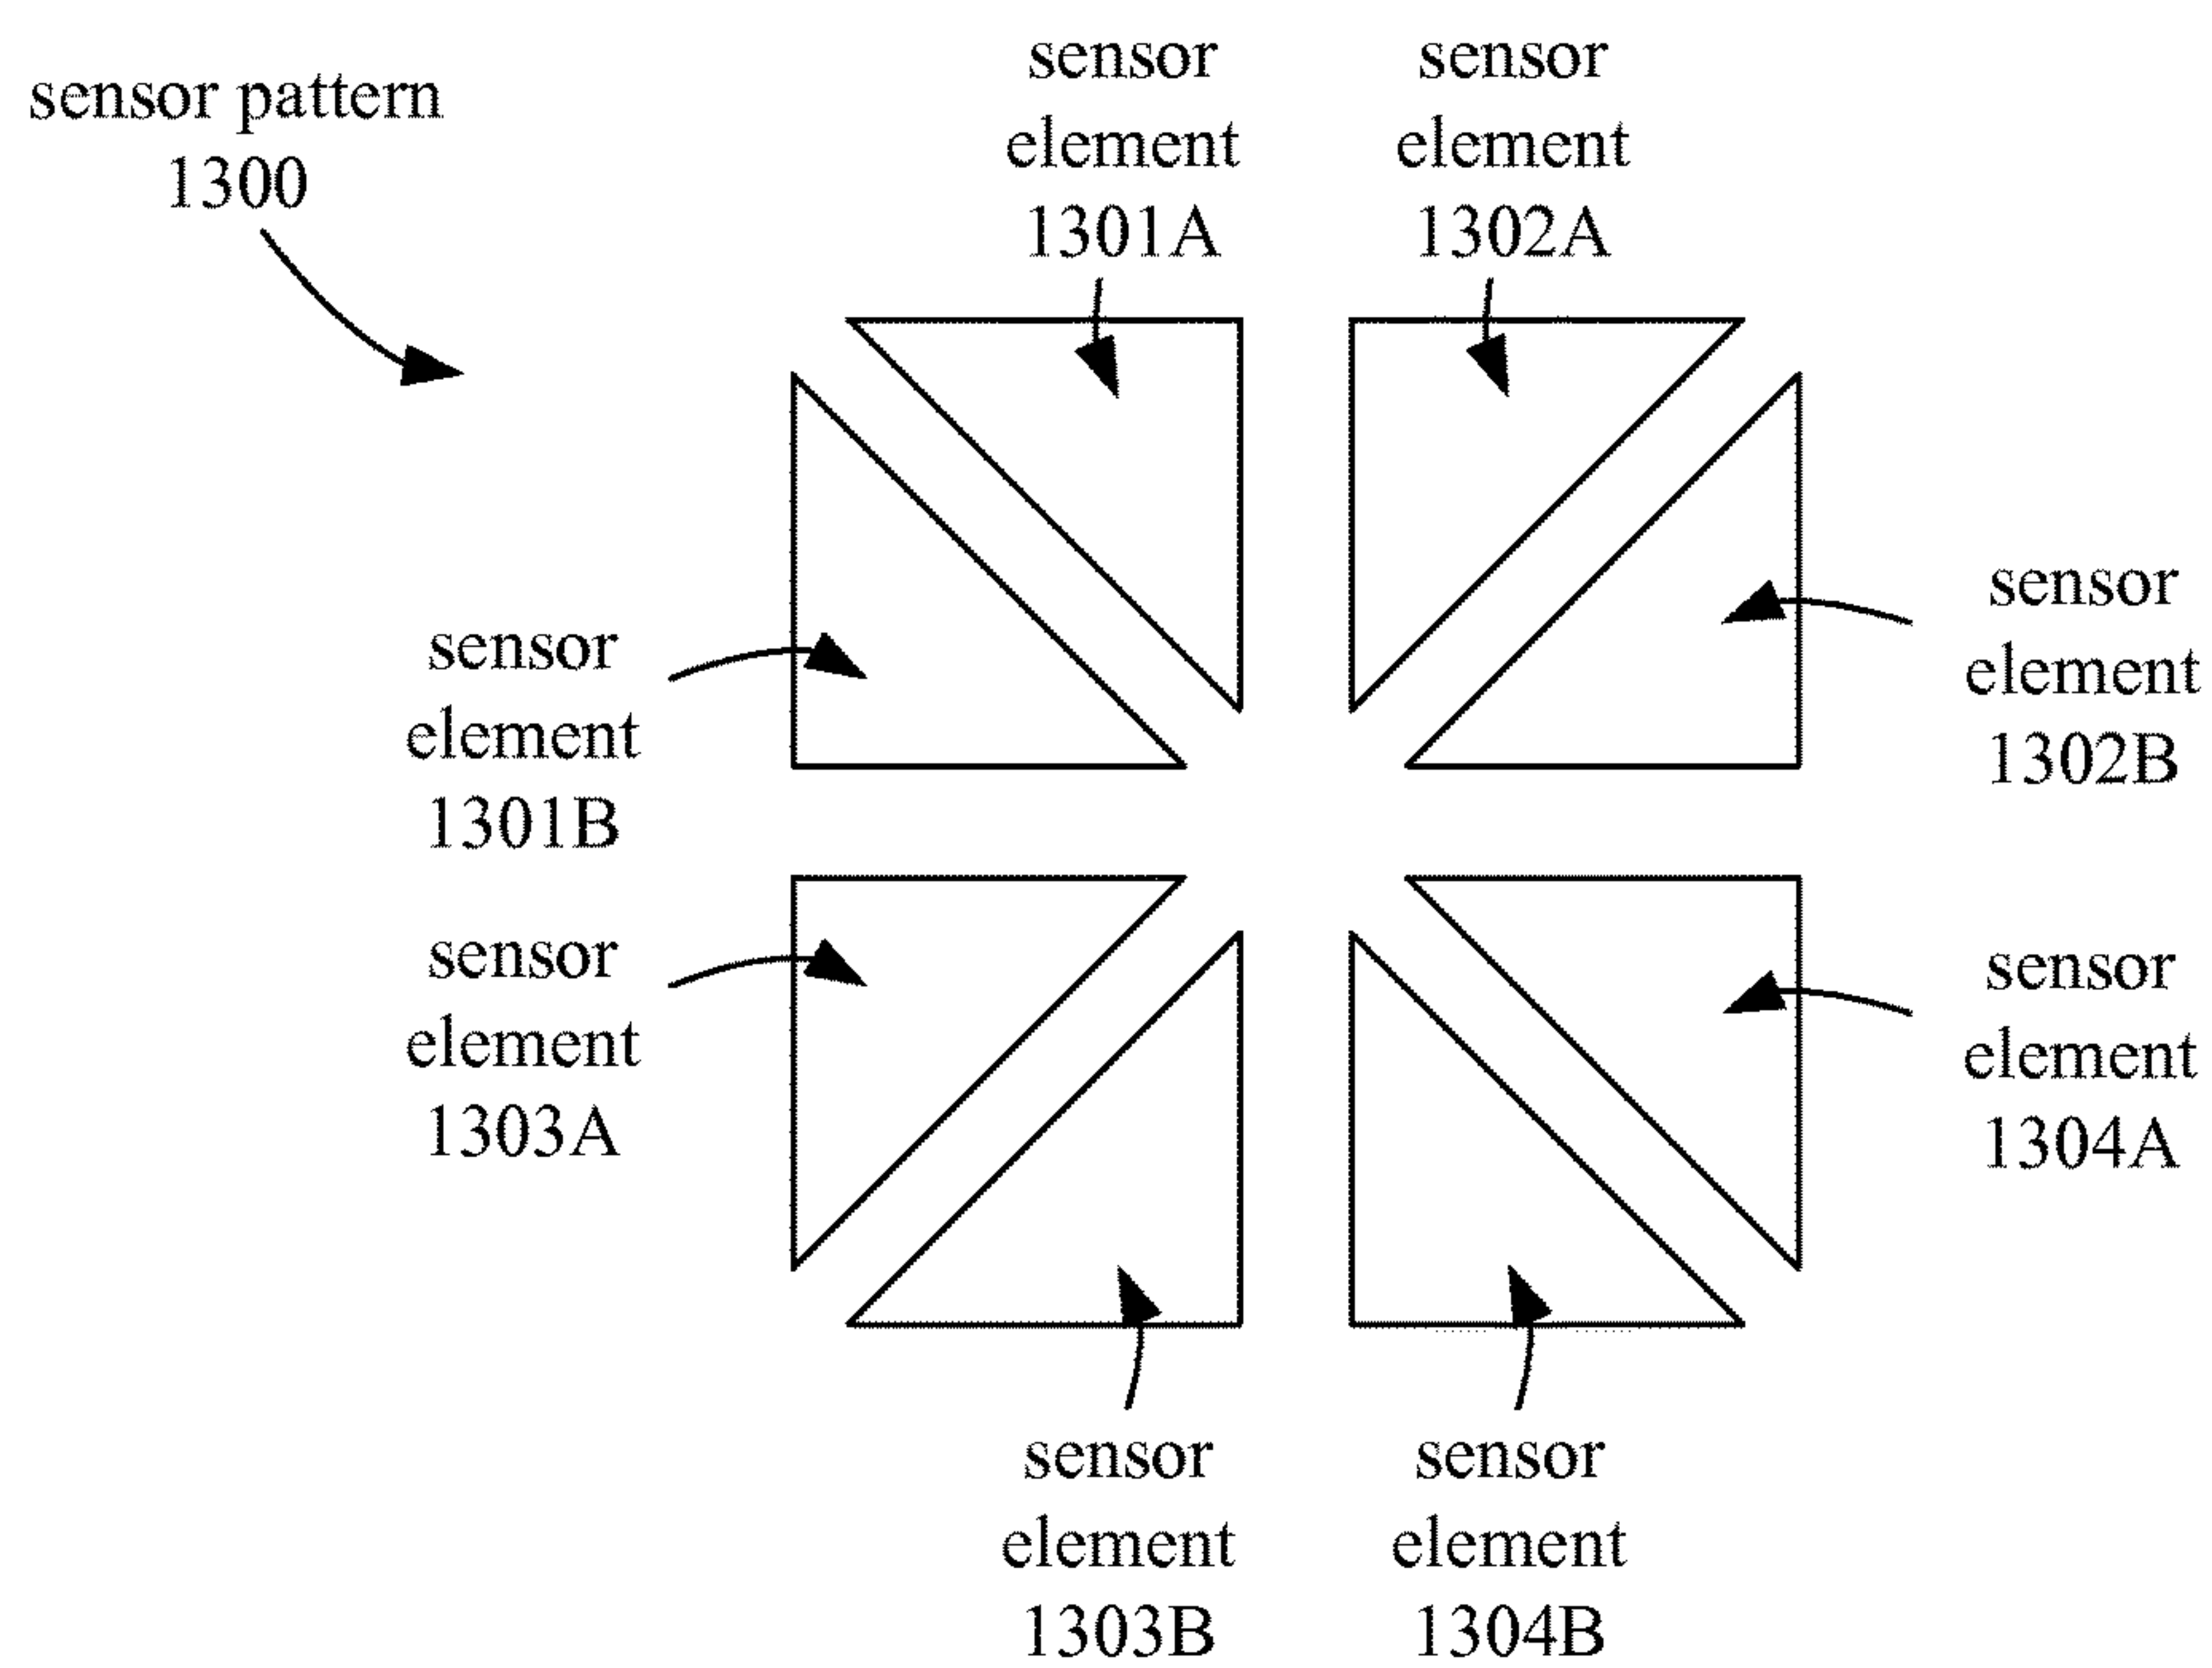 sensor pattern
1300
sensor
element
1301A
sensor
element
1302A
sensor
element
1301B
sensor
element
1302B
sensor
element
1303A
sensor
element
1304A
sensor
element
1303B
sensor
element
1304B